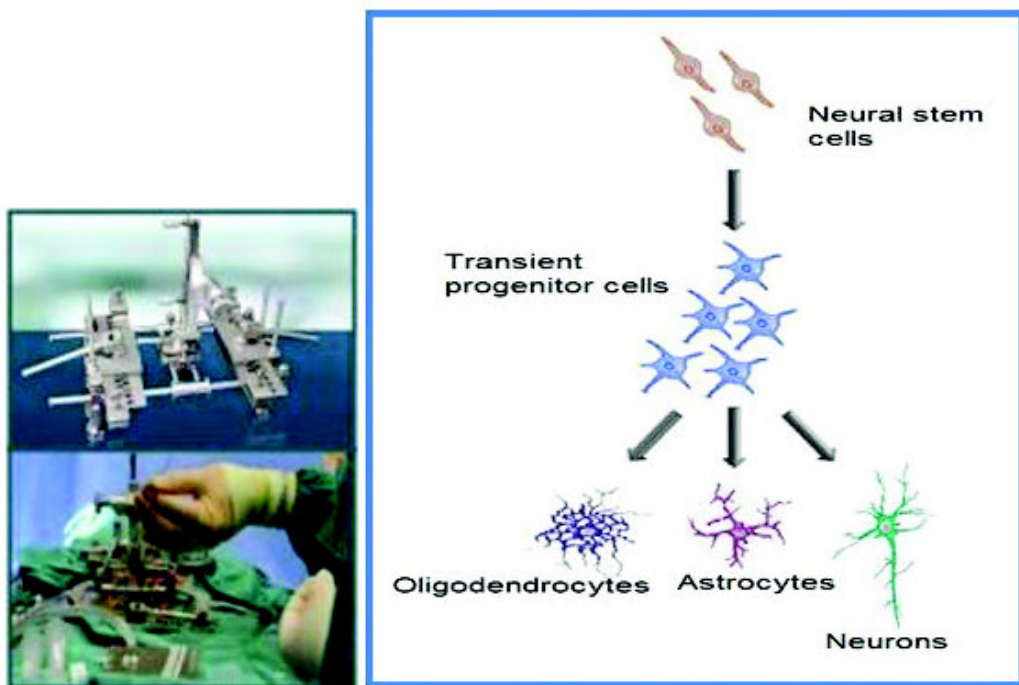 Neural stem
cells
Transient
progenitor cells
Oligodendrocytes
Astrocytes
Neurons